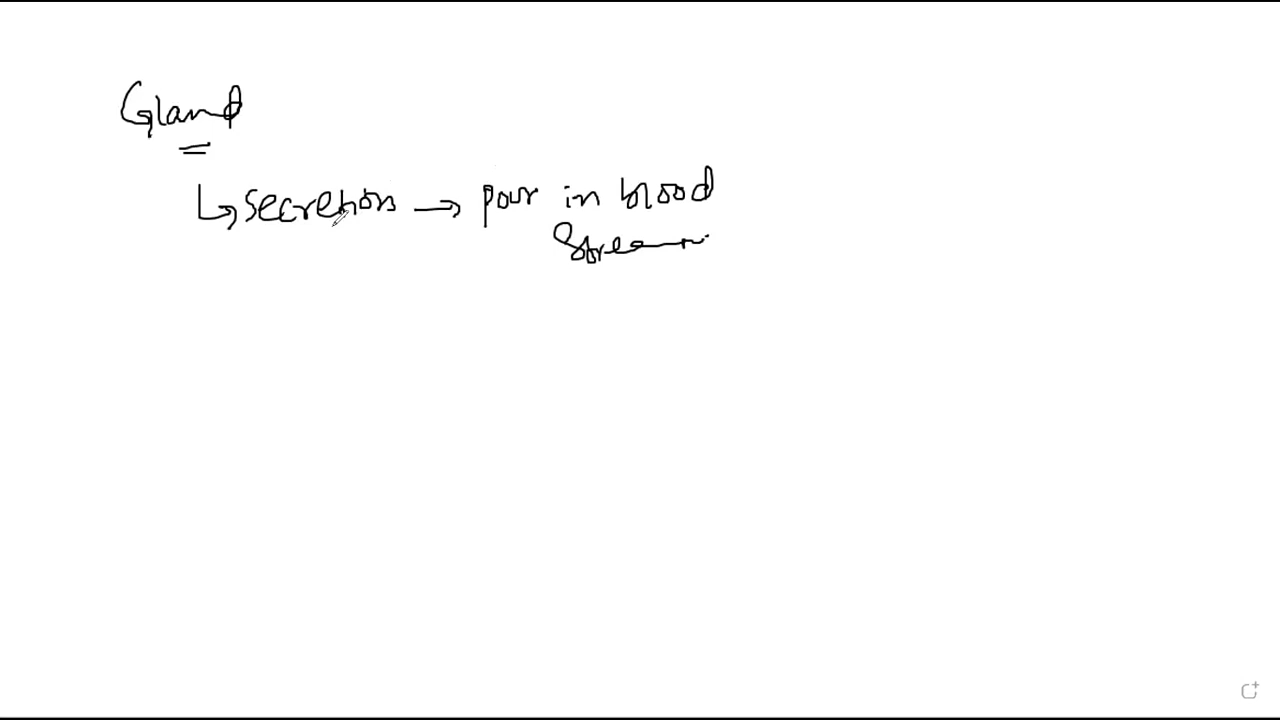 Gland
↳ secretions → pour in blood
stream